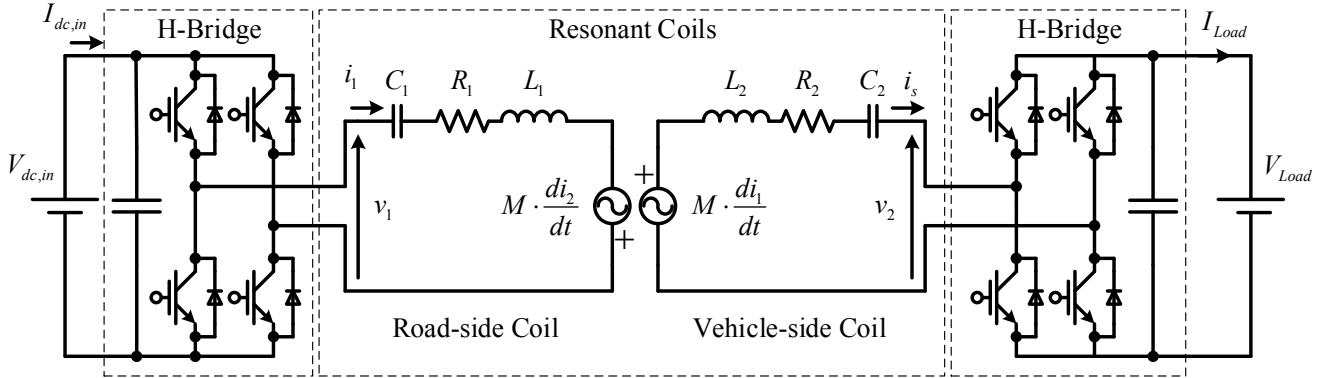 I_{dc,in}
H-Bridge
Resonant Coils
H-Bridge
I_{Load}
i_1
C_1
R_1
L_1
L_2
R_2
C_2
i_s
V_{dc,in}
v_1
M · di_2/dt
+
+
M · di_1/dt
v_2
V_{Load}
Road-side Coil
Vehicle-side Coil